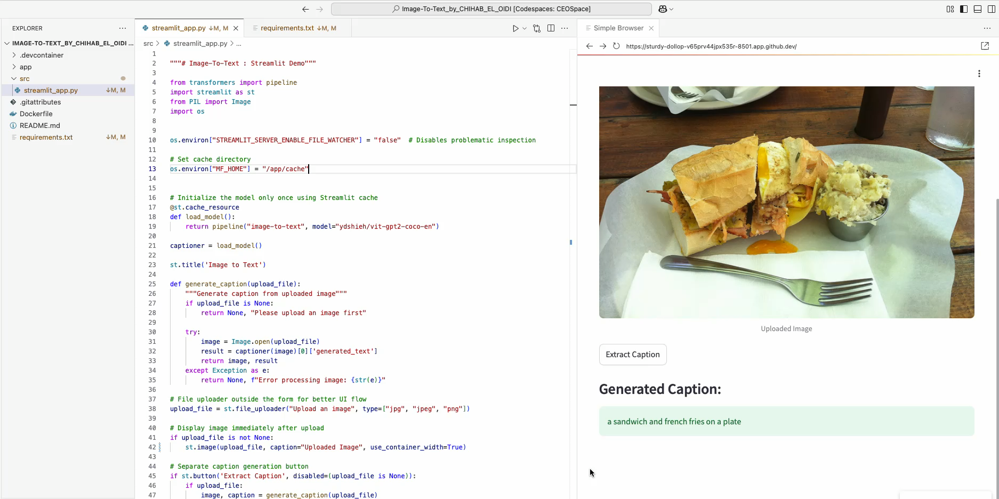 Image-To-Text_by_CHIHAB_EL_OIDI [Codespaces: CEOSpace]
EXPLORER
IMAGE-TO-TEXT_BY_CHIHAB_EL_OIDI ...
.devcontainer
app
src
streamlit_app.py ↓M, M
.gitattributes
Dockerfile
README.md
requirements.txt ↓M, M
streamlit_app.py ↓M, M
requirements.txt ↓M, M
src > streamlit_app.py > ...
1
2 """# Image-To-Text : Streamlit Demo"""
3
4 from transformers import pipeline
5 import streamlit as st
6 from PIL import Image
7 import os
8
9
10 os.environ["STREAMLIT_SERVER_ENABLE_FILE_WATCHER"] = "false"  # Disables problematic inspection
11
12 # Set cache directory
13 os.environ["MF_HOME"] = "/app/cache"
14
15
16 # Initialize the model only once using Streamlit cache
17 @st.cache_resource
18 def load_model():
19     return pipeline("image-to-text", model="ydshieh/vit-gpt2-coco-en")
20
21 captioner = load_model()
22
23 st.title('Image to Text')
24
25 def generate_caption(upload_file):
26     """Generate caption from uploaded image"""
27     if upload_file is None:
28         return None, "Please upload an image first"
29
30     try:
31         image = Image.open(upload_file)
32         result = captioner(image)[0]['generated_text']
33         return image, result
34     except Exception as e:
35         return None, f"Error processing image: {str(e)}"
36
37 # File uploader outside the form for better UI flow
38 upload_file = st.file_uploader("Upload an image", type=["jpg", "jpeg", "png"])
39
40 # Display image immediately after upload
41 if upload_file is not None:
42     st.image(upload_file, caption="Uploaded Image", use_container_width=True)
43
44 # Separate caption generation button
45 if st.button('Extract Caption', disabled=(upload_file is None)):
46     if upload_file:
47         image, caption = generate_caption(upload_file)
Simple Browser
https://sturdy-dollop-v65prv44jpx535r-8501.app.github.dev/
Uploaded Image
Extract Caption
Generated Caption:
a sandwich and french fries on a plate